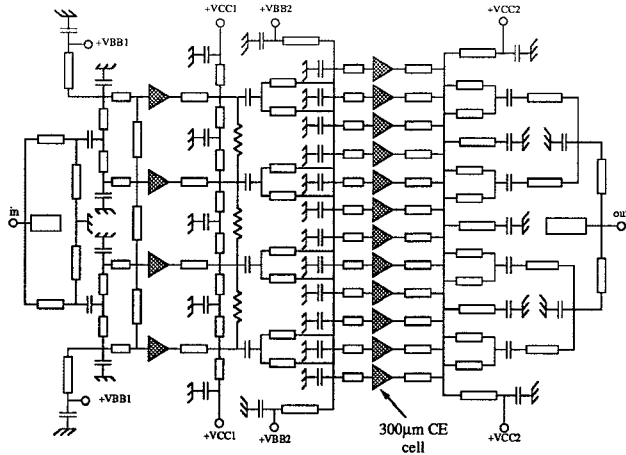 +VCC1
+VBB2
+VCC2
+VBB1
in
out
+VBB1
+VCC1
+VBB2
+VCC2
300μm CE
cell